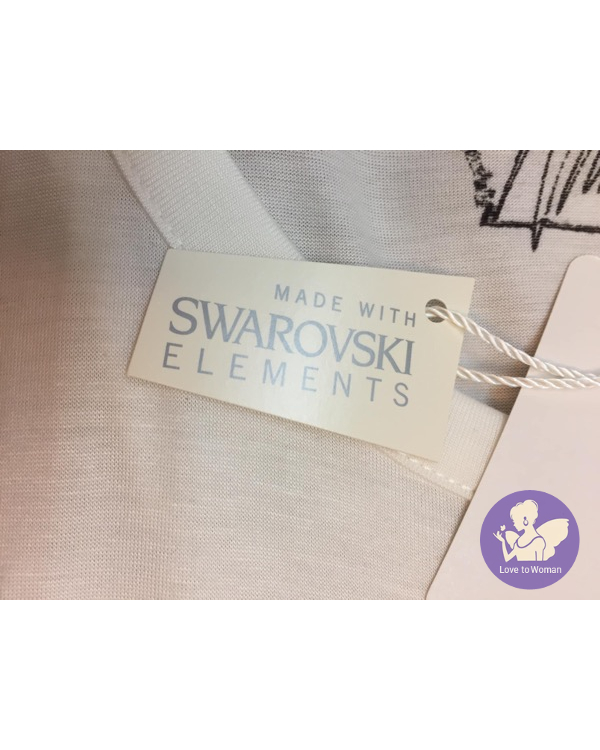 MADE WITH
SWAROVSKI
ELEMENTS
Love to Woman